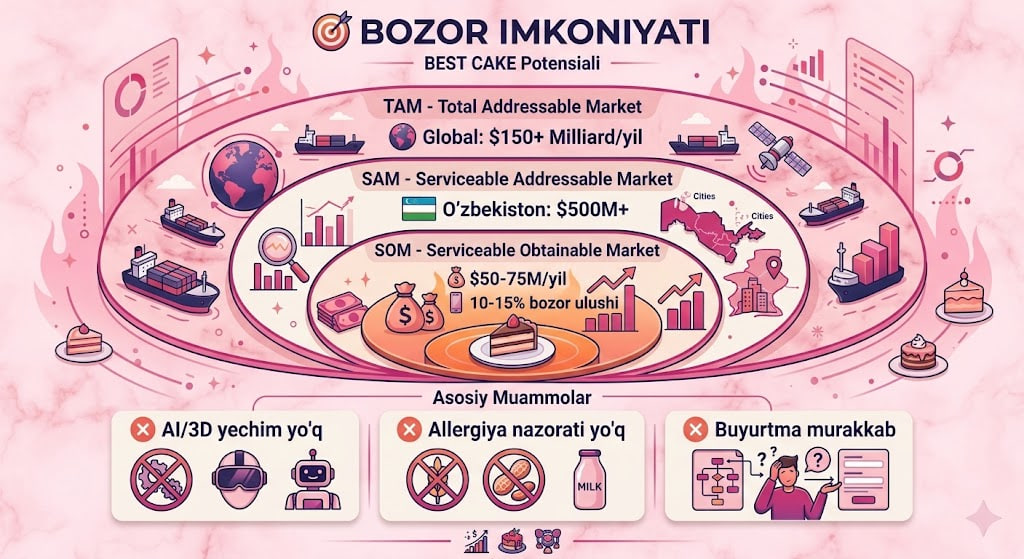 BOZOR IMKONIYATI
BEST CAKE Potensiali
TAM - Total Addressable Market
Global: $150+ Milliard/yil
SAM - Serviceable Addressable Market
O‘zbekiston: $500M+
Cities
Cities
SOM - Serviceable Obtainable Market
$50-75M/yil
10-15% bozor ulushi
$ $
Asosiy Muammolar
AI/3D yechim yo'q
Allergiya nazorati yo'q
Buyurtma murakkab
MILK
?? ?
$